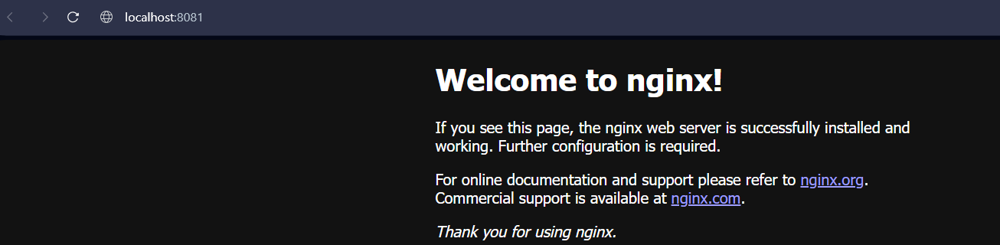 localhost:8081
Welcome to nginx!
If you see this page, the nginx web server is successfully installed and
working. Further configuration is required.
For online documentation and support please refer to nginx.org.
Commercial support is available at nginx.com.
Thank you for using nginx.